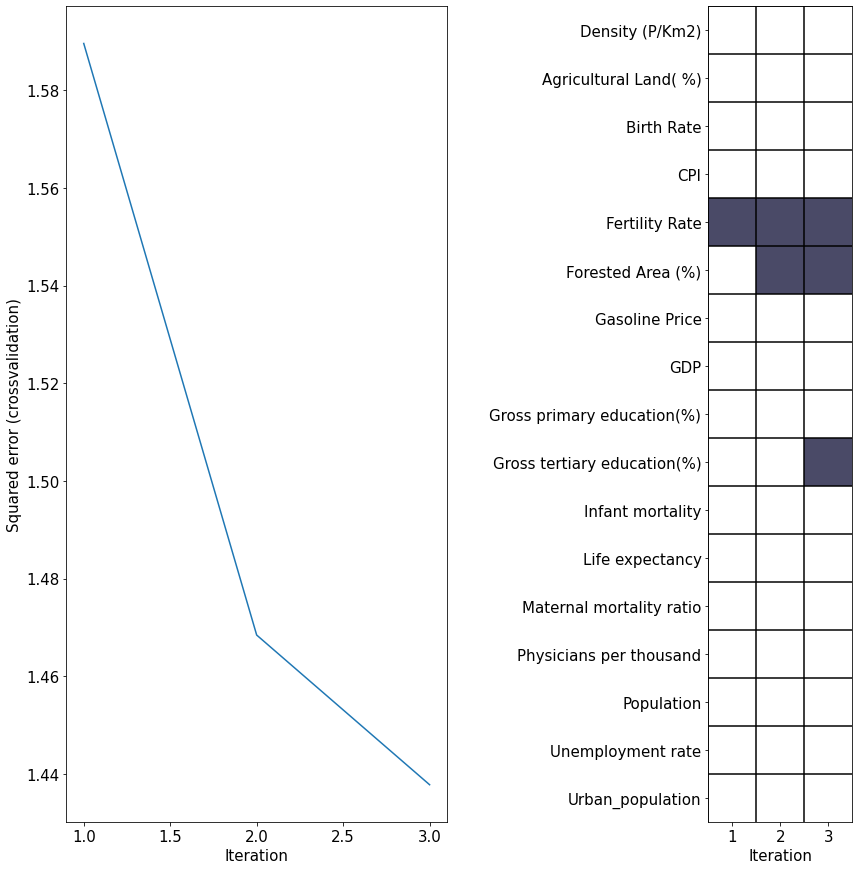 1.58
1.56
1.54
1.52
1.50
1.48
1.46
1.44
Squared error (crossvalidation)
1.0 1.5 2.0 2.5 3.0
Iteration
Density (P/Km2)
Agricultural Land( %)
Birth Rate
CPI
Fertility Rate
Forested Area (%)
Gasoline Price
GDP
Gross primary education(%)
Gross tertiary education(%)
Infant mortality
Life expectancy
Maternal mortality ratio
Physicians per thousand
Population
Unemployment rate
Urban_population
1 2 3
Iteration